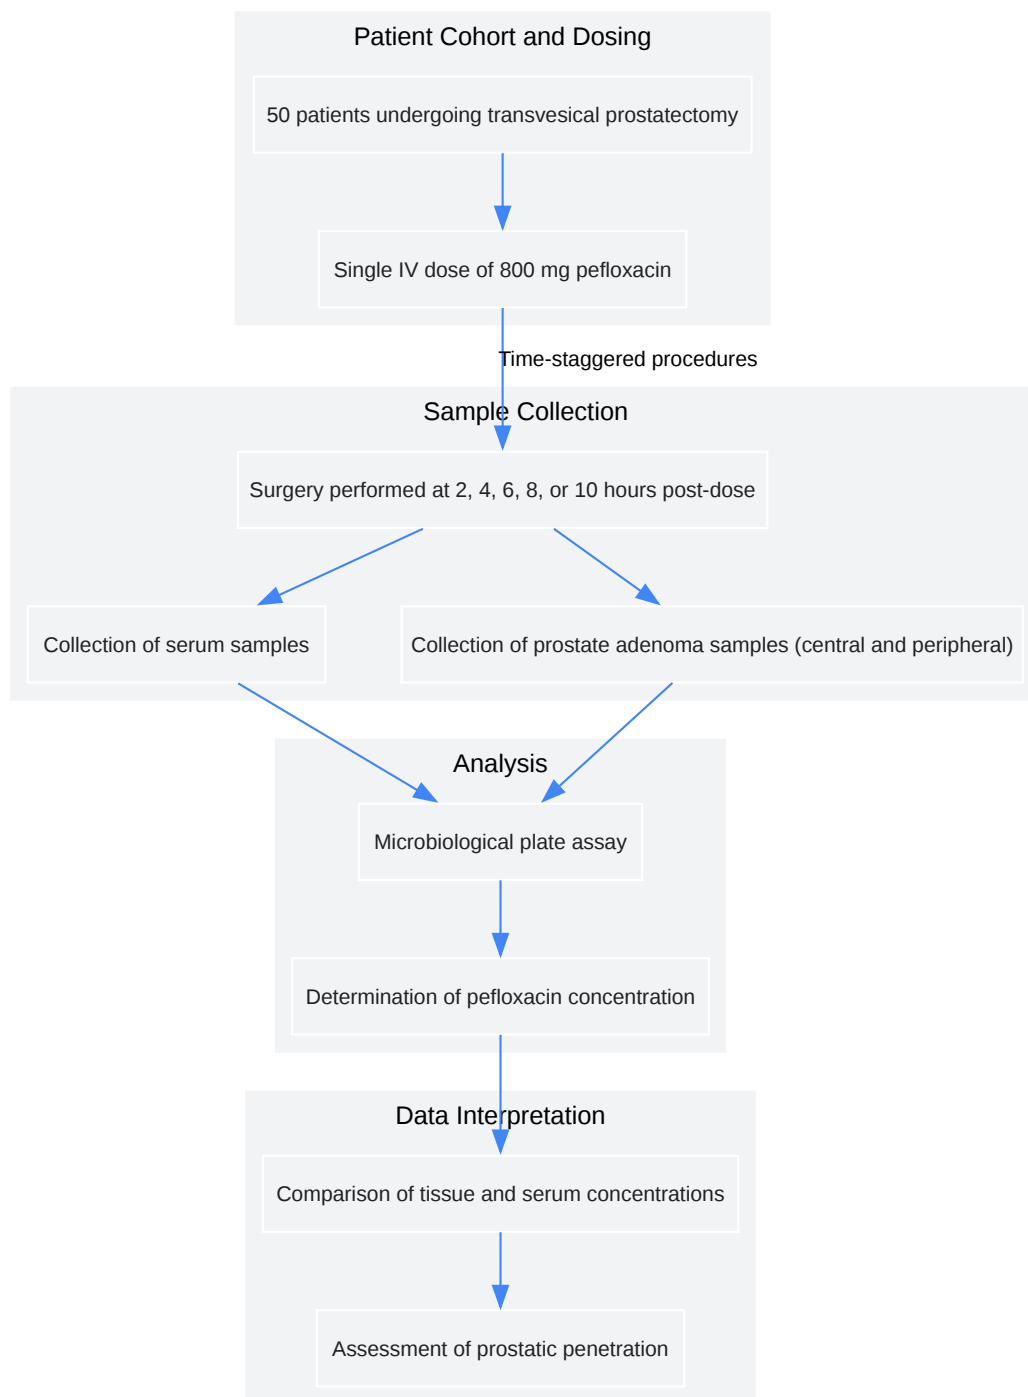 Patient Cohort and Dosing
50 patients undergoing transvesical prostatectomy
Single IV dose of 800 mg pefloxacin
Time-staggered procedures
Sample Collection
Surgery performed at 2, 4, 6, 8, or 10 hours post-dose
Collection of serum samples
Collection of prostate adenoma samples (central and peripheral)
Analysis
Microbiological plate assay
Determination of pefloxacin concentration
Data Interpretation
Comparison of tissue and serum concentrations
Assessment of prostatic penetration